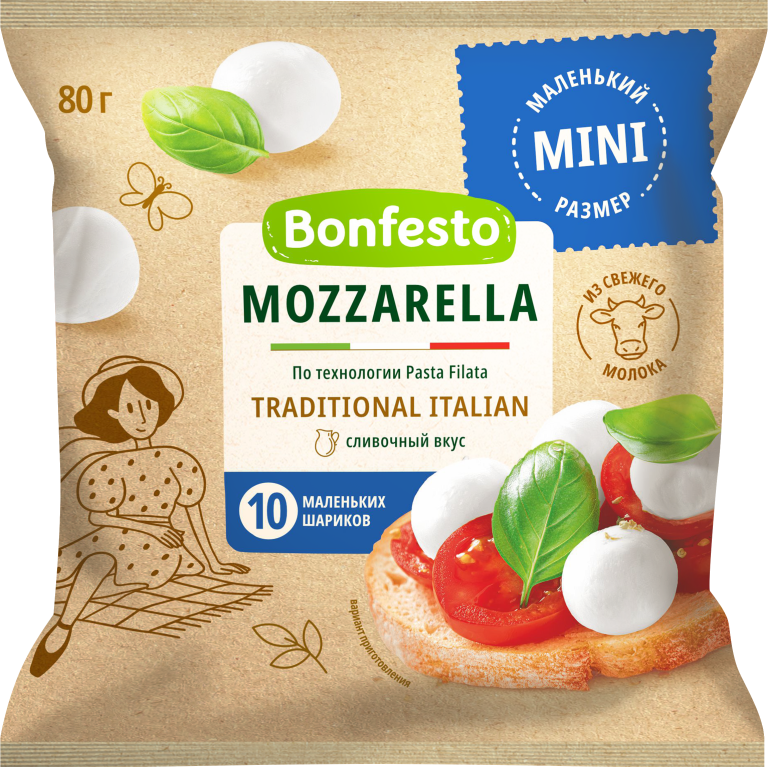 80 г
МАЛЕНЬКИЙ
MINI
РАЗМЕР
Bonfesto
MOZZARELLA
ИЗ СВЕЖЕГО
МОЛОКА
По технологии Pasta Filata
TRADITIONAL ITALIAN
сливочный вкус
10 МАЛЕНЬКИХ
ШАРИКОВ
вариант приготовления